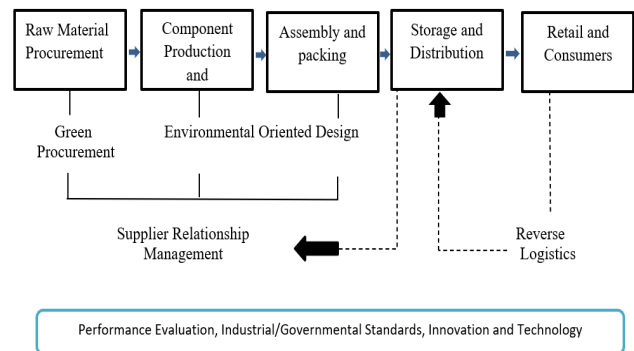 Raw Material
Procurement
Component
Production
and
Assembly and
packing
Storage and
Distribution
Retail and
Consumers
Green
Procurement
Environmental Oriented Design
Supplier Relationship
Management
Reverse
Logistics
Performance Evaluation, Industrial/Governmental Standards, Innovation and Technology